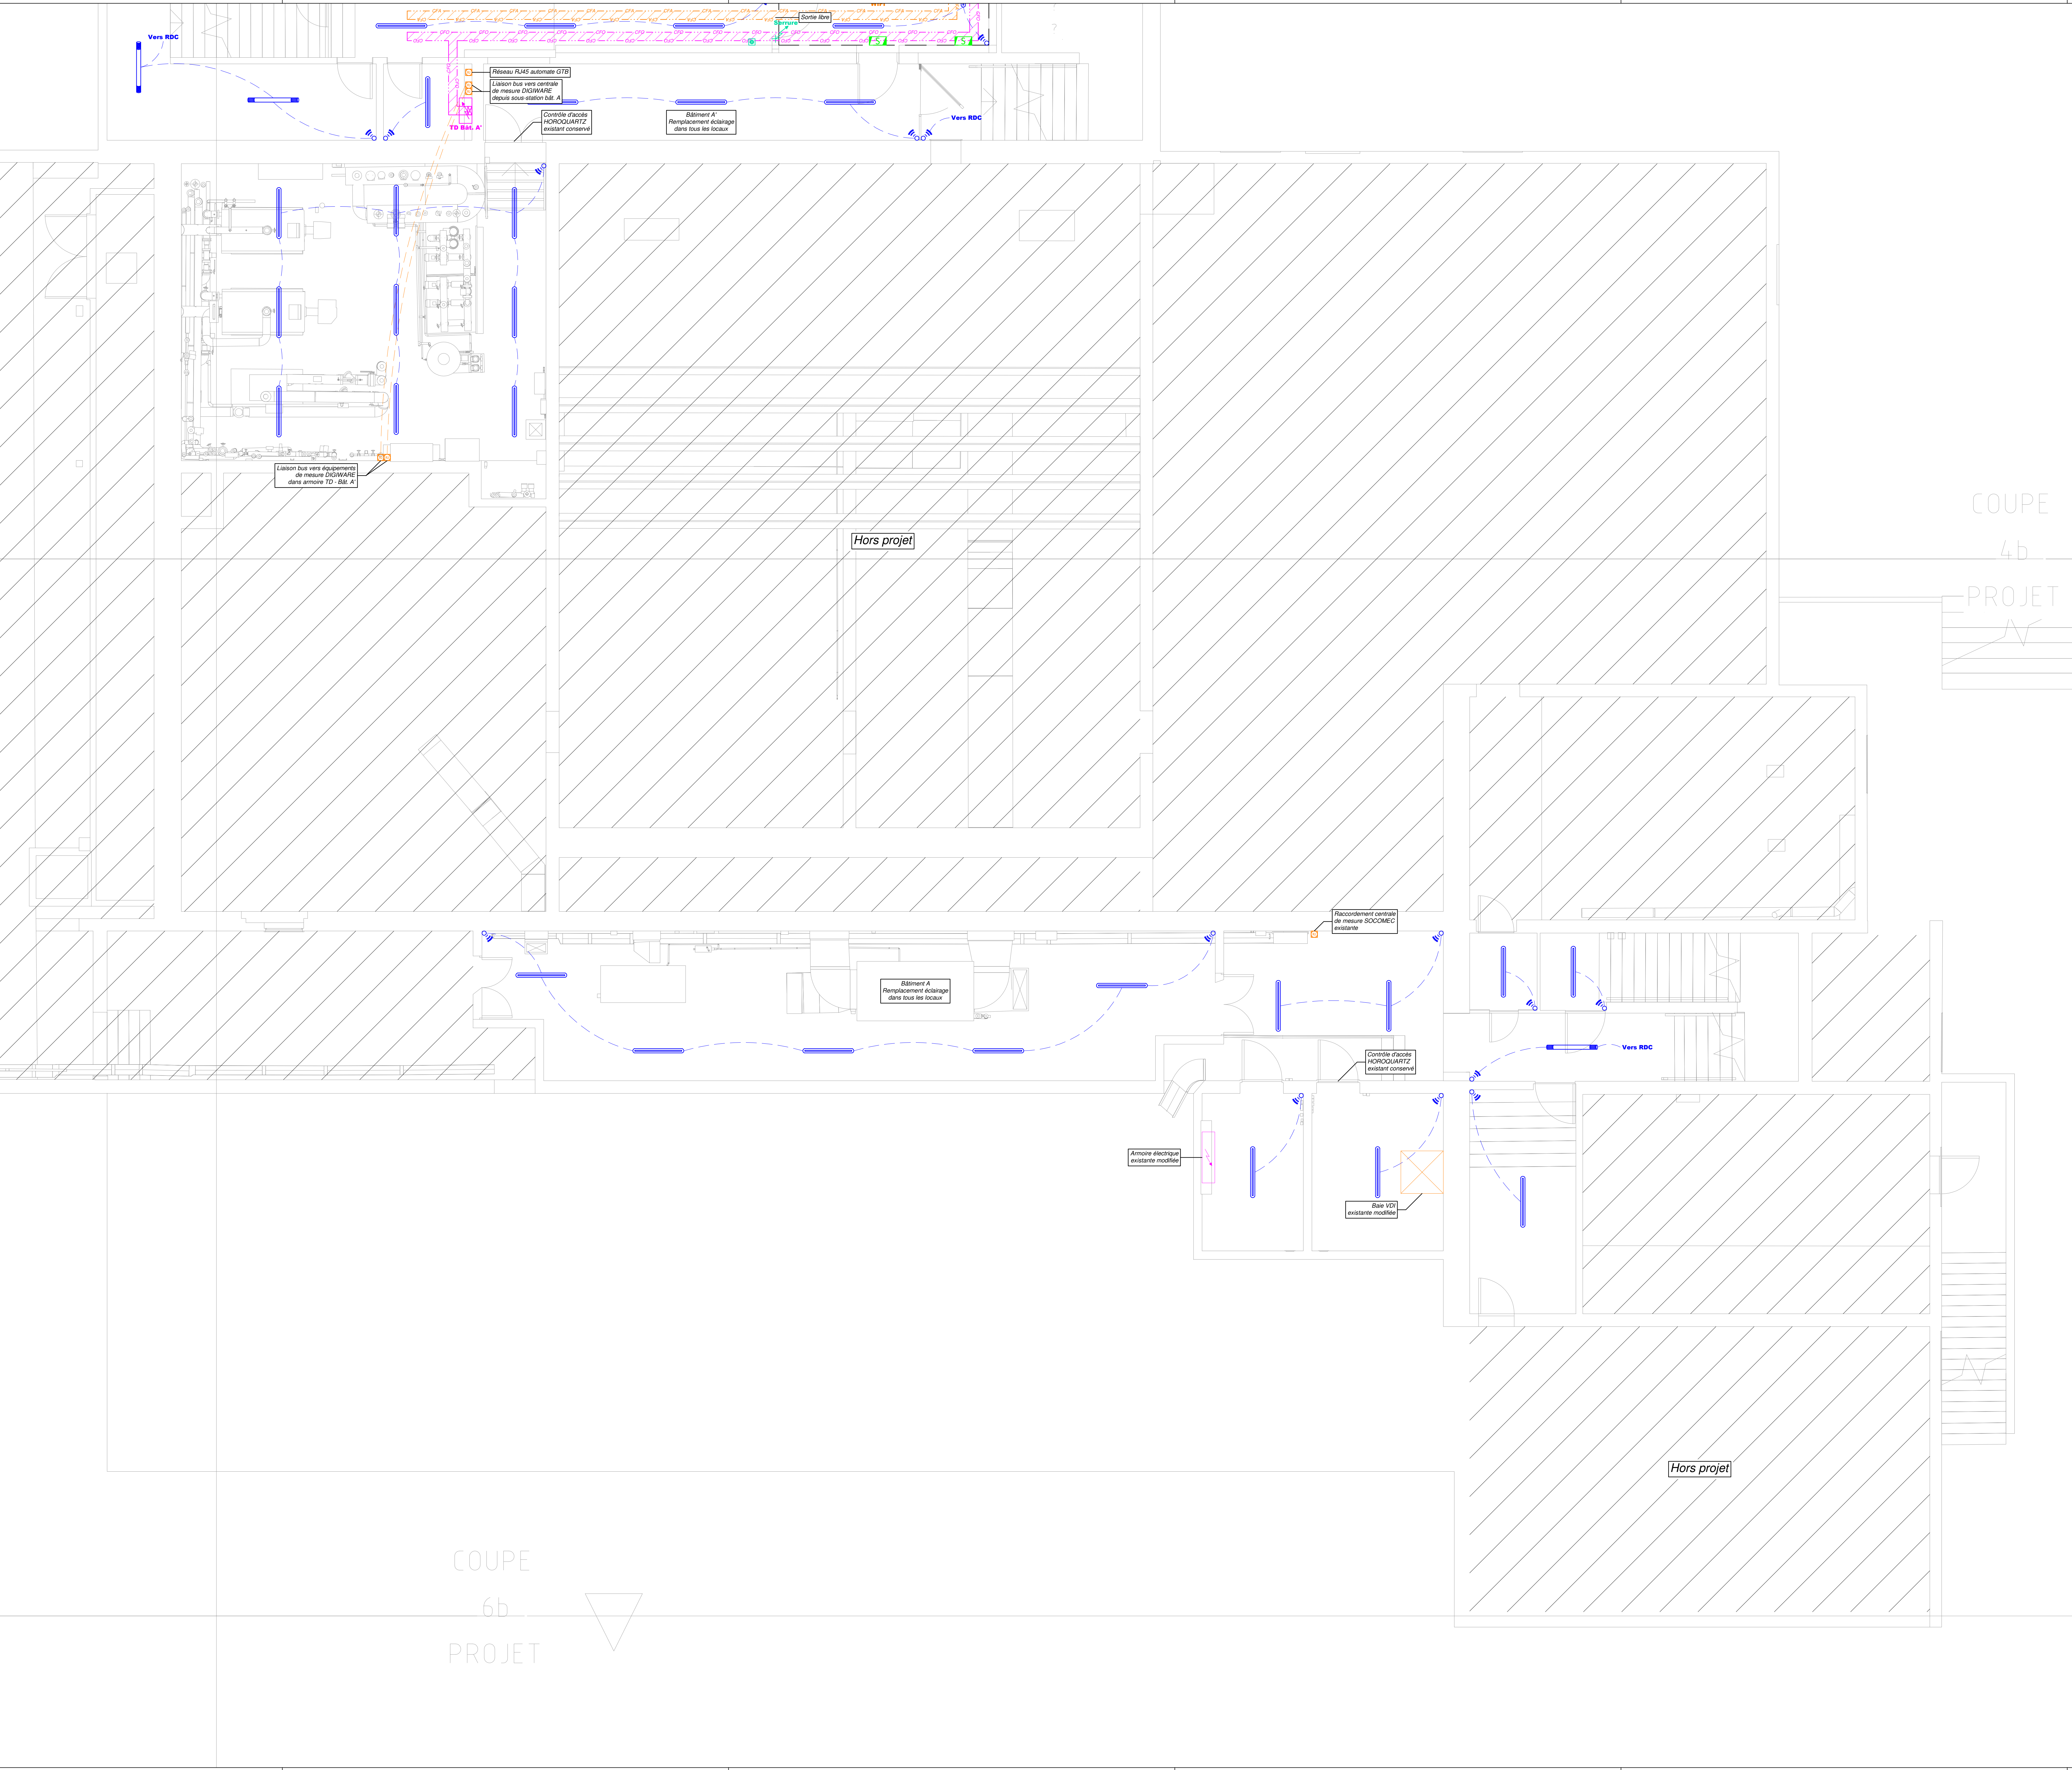 WIFI
Sortie libre
Serrure
Vers RDC
Réseau RJ45 automate GTB
Liaison bus vers centrale
de mesure DIGIWARE
depuis sous-station bât. A
Contrôle d'accès
HOROQUARTZ
existant conservé
Bâtiment A'
Remplacement éclairage
dans tous les locaux
Vers RDC
TD Bât. A'
Liaison bus vers équipements
de mesure DIGIWARE
dans armoire TD - Bât. A'
Hors projet
COUPE
4b
PROJET
Raccordement centrale
de mesure SOCOMEC
existante
Bâtiment A
Remplacement éclairage
dans tous les locaux
Contrôle d'accès
HOROQUARTZ
existant conservé
Vers RDC
Armoire électrique
existante modifiée
Baie VDI
existante modifiée
Hors projet
COUPE
6b
PROJET